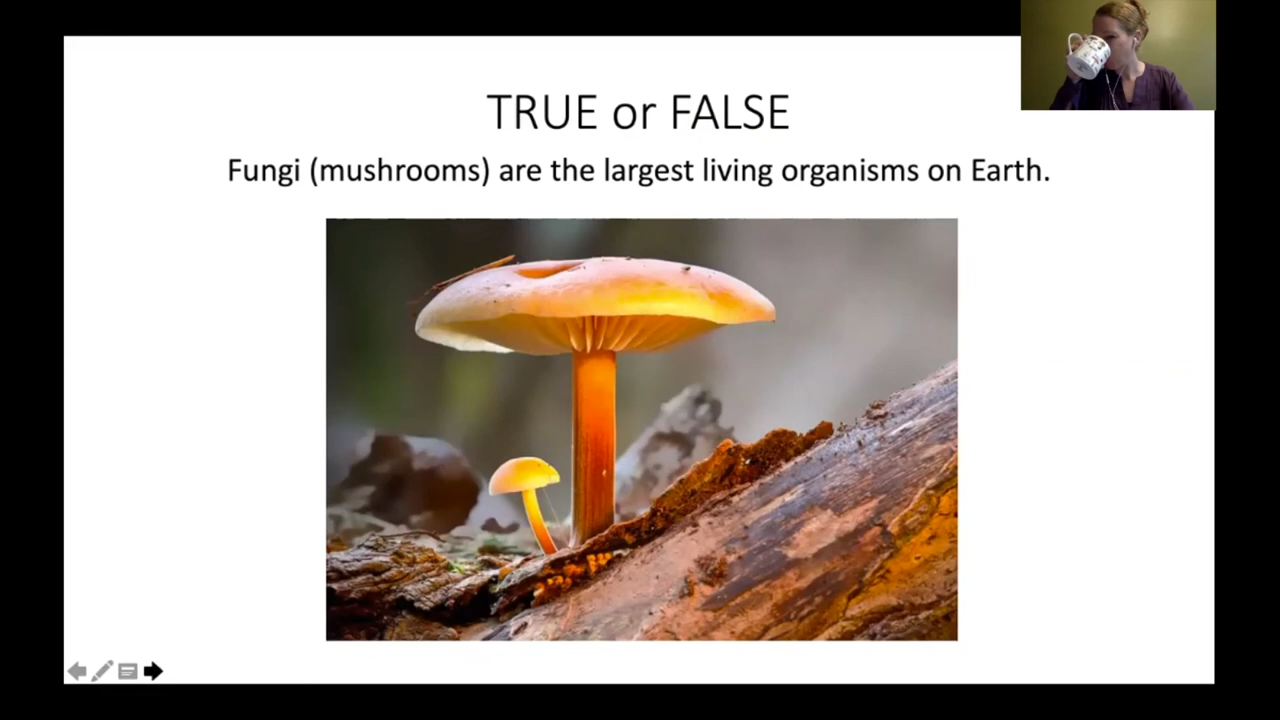 TRUE or FALSE
Fungi (mushrooms) are the largest living organisms on Earth.